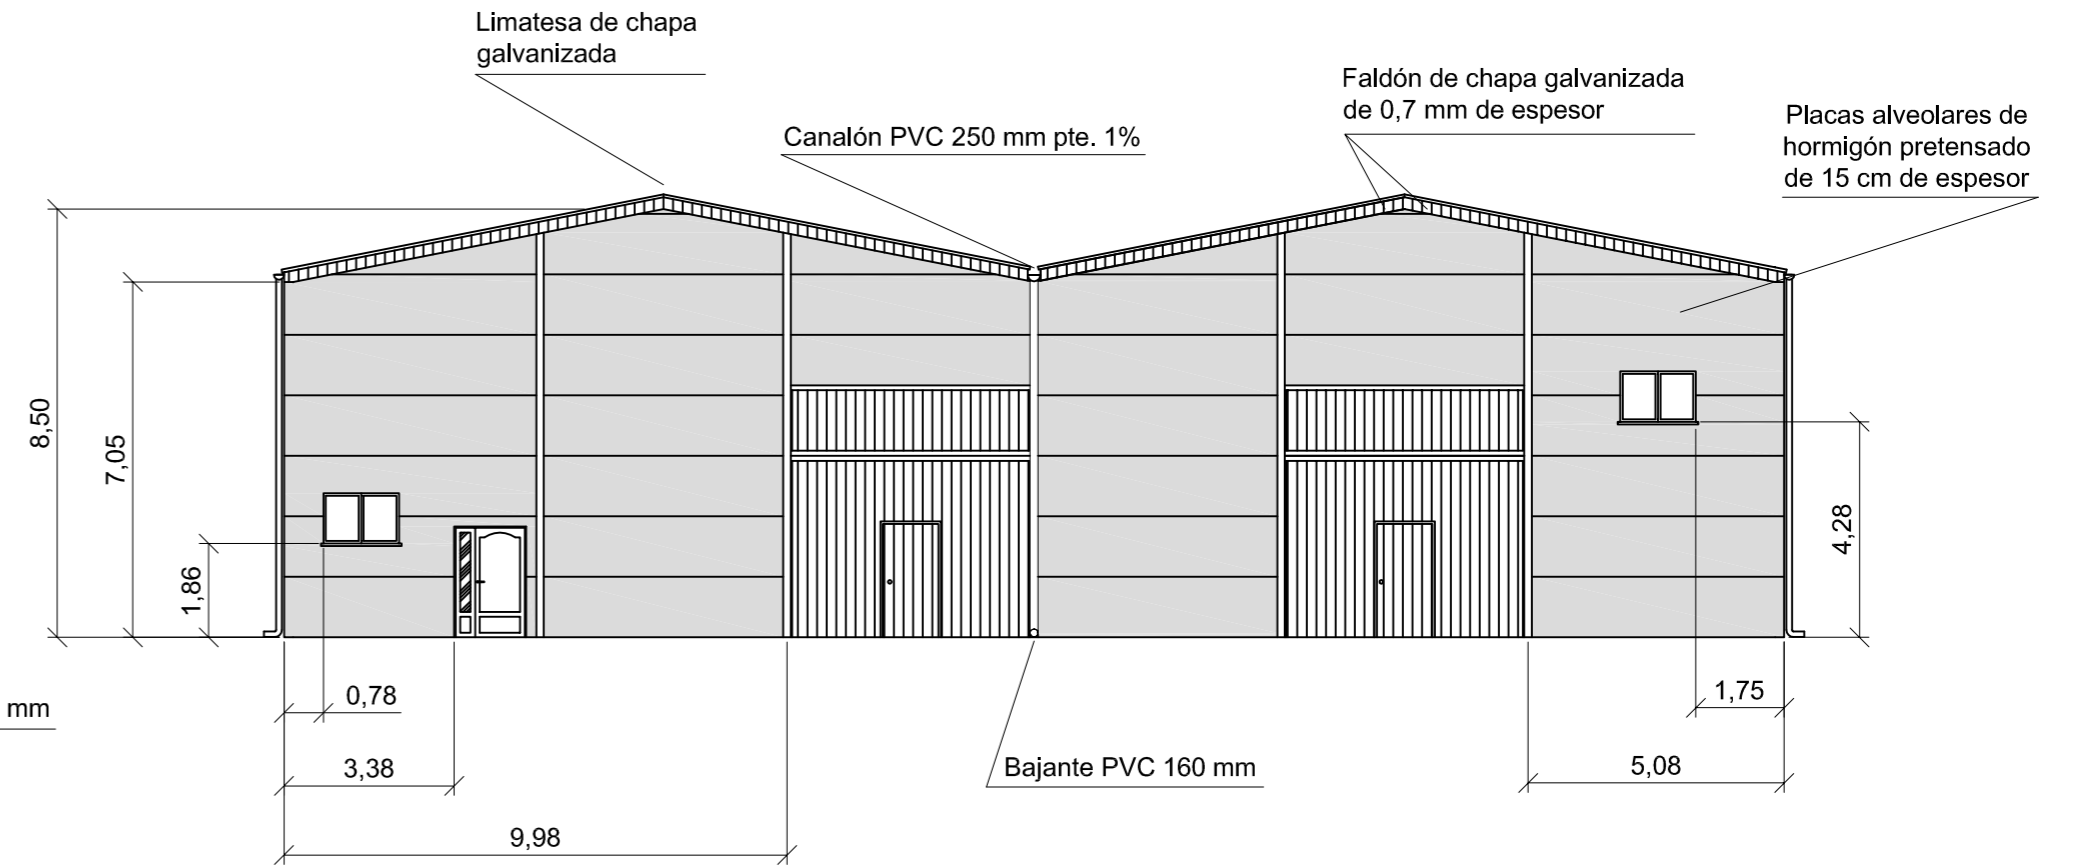 Limatesa de chapa
galvanizada
Faldón de chapa galvanizada
de 0,7 mm de espesor
Placas alveolares de
hormigón pretensado
de 15 cm de espesor
Canalón PVC 250 mm pte. 1%
8,50
7,05
1,86
4,28
mm
0,78
1,75
3,38
Bajante PVC 160 mm
5,08
9,98